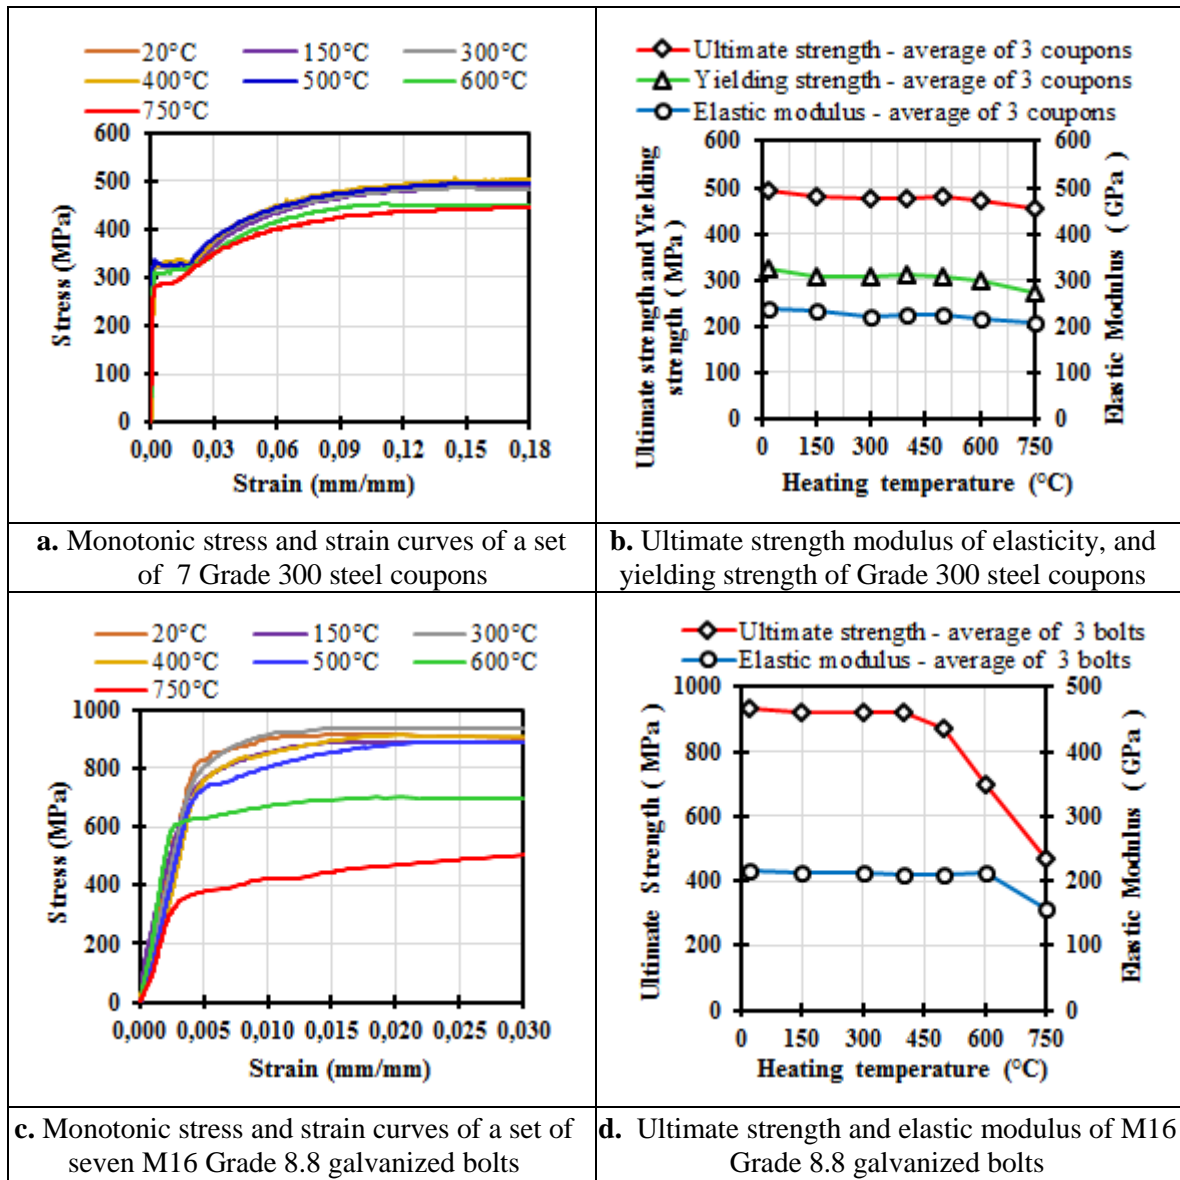 20°C 150°C 300°C
400°C 500°C 600°C
750°C
600
500
400
300
200
100
0
Stress (MPa)
0,00 0,03 0,06 0,09 0,12 0,15 0,18
Strain (mm/mm)
Ultimate strength - average of 3 coupons
Yielding strength - average of 3 coupons
Elastic modulus - average of 3 coupons
600
500
400
300
200
100
0
Ultimate strength and Yielding
strength ( MPa)
600
500
400
300
200
100
0
Elastic Modulus ( GPa)
0 150 300 450 600 750
Heating temperature (°C)
a. Monotonic stress and strain curves of a set
of 7 Grade 300 steel coupons
b. Ultimate strength modulus of elasticity, and
yielding strength of Grade 300 steel coupons
20°C 150°C 300°C
400°C 500°C 600°C
750°C
1000
800
600
400
200
0
Stress (MPa)
0,000 0,005 0,010 0,015 0,020 0,025 0,030
Strain (mm/mm)
Ultimate strength - average of 3 bolts
Elastic modulus - average of 3 bolts
1000
800
600
400
200
0
Ultimate Strength ( MPa)
500
400
300
200
100
0
Elastic Modulus ( GPa)
0 150 300 450 600 750
Heating temperature (°C)
c. Monotonic stress and strain curves of a set of
seven M16 Grade 8.8 galvanized bolts
d. Ultimate strength and elastic modulus of M16
Grade 8.8 galvanized bolts